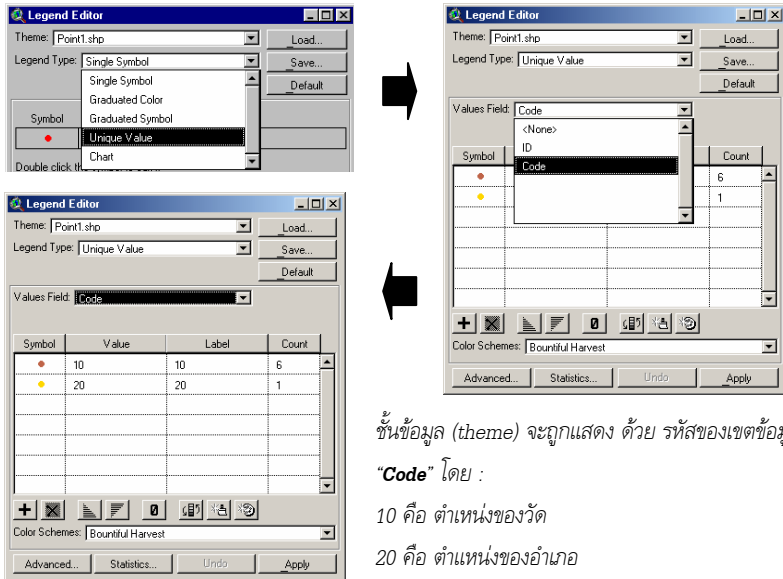 Legend Editor
Theme: Point1.shp
Load...
Legend Type: Single Symbol
Save...
Single Symbol
Default
Graduated Color
Symbol
Graduated Symbol
Unique Value
Chart
Double click the symbol
Legend Editor
Theme: Point1.shp
Load...
Legend Type: Unique Value
Save...
Default
Values Field: Code
<None>
ID
Symbol
Count
Code
6
1
Color Schemes: Bountiful Harvest
Advanced... Statistics... Undo Apply
Legend Editor
Theme: Point1.shp
Load...
Legend Type: Unique Value
Save...
Default
Values Field: Code
Symbol Value Label Count
10 10 6
20 20 1
Color Schemes: Bountiful Harvest
Advanced... Statistics... Undo Apply
ชั้นข้อมูล (theme) จะถูกแสดง ด้วย รหัสของเขตข้อมู
“Code” โดย :
10 คือ ตำเหน่งของวัด
20 คือ ตำแหน่งของอำเภอ